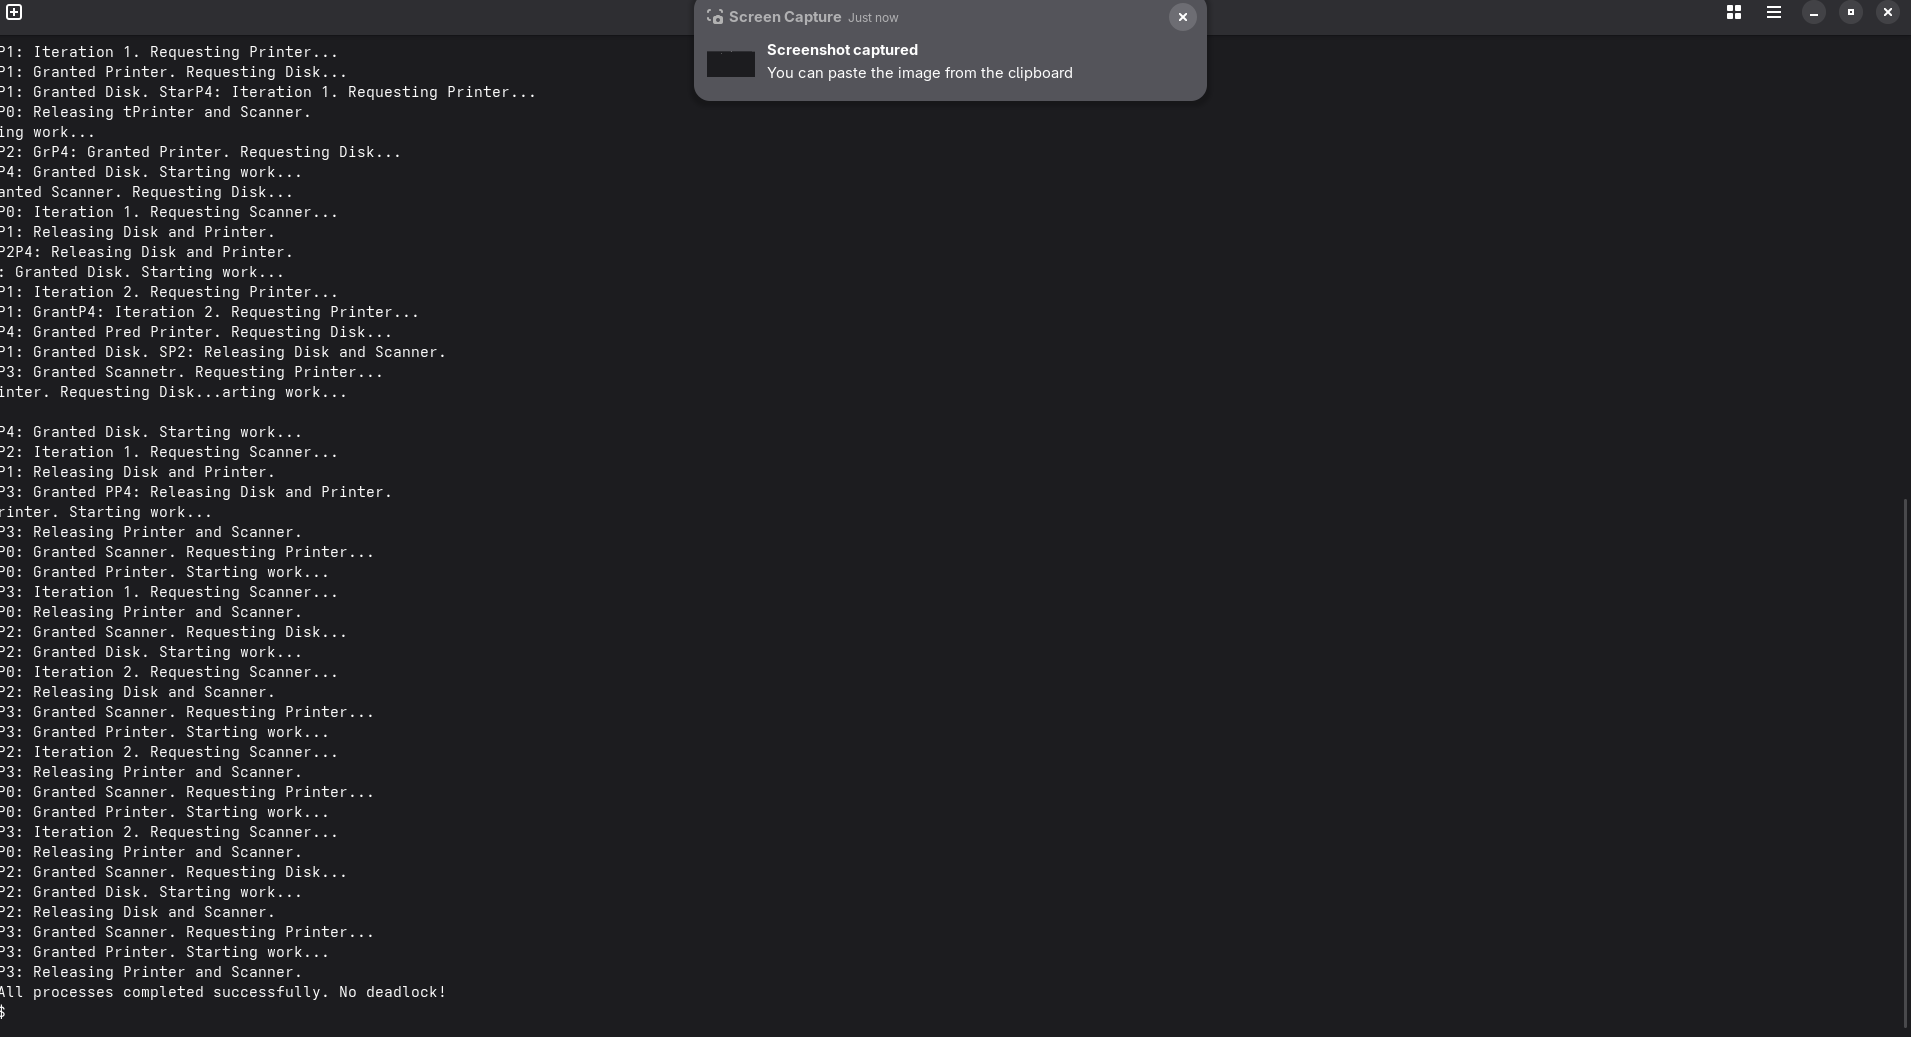 Screen Capture Just now
Screenshot captured
You can paste the image from the clipboard
P1: Iteration 1. Requesting Printer...
P1: Granted Printer. Requesting Disk...
P1: Granted Disk. StarP4: Iteration 1. Requesting Printer...
P0: Releasing tPrinter and Scanner.
ing work...
P2: GrP4: Granted Printer. Requesting Disk...
P4: Granted Disk. Starting work...
anted Scanner. Requesting Disk...
P0: Iteration 1. Requesting Scanner...
P1: Releasing Disk and Printer.
P2P4: Releasing Disk and Printer.
: Granted Disk. Starting work...
P1: Iteration 2. Requesting Printer...
P1: GrantP4: Iteration 2. Requesting Printer...
P4: Granted Pred Printer. Requesting Disk...
P1: Granted Disk. SP2: Releasing Disk and Scanner.
P3: Granted Scannetr. Requesting Printer...
inter. Requesting Disk...arting work...
P4: Granted Disk. Starting work...
P2: Iteration 1. Requesting Scanner...
P1: Releasing Disk and Printer.
P3: Granted PP4: Releasing Disk and Printer.
rinter. Starting work...
P3: Releasing Printer and Scanner.
P0: Granted Scanner. Requesting Printer...
P0: Granted Printer. Starting work...
P3: Iteration 1. Requesting Scanner...
P0: Releasing Printer and Scanner.
P2: Granted Scanner. Requesting Disk...
P2: Granted Disk. Starting work...
P0: Iteration 2. Requesting Scanner...
P2: Releasing Disk and Scanner.
P3: Granted Scanner. Requesting Printer...
P3: Granted Printer. Starting work...
P2: Iteration 2. Requesting Scanner...
P3: Releasing Printer and Scanner.
P0: Granted Scanner. Requesting Printer...
P0: Granted Printer. Starting work...
P3: Iteration 2. Requesting Scanner...
P0: Releasing Printer and Scanner.
P2: Granted Scanner. Requesting Disk...
P2: Granted Disk. Starting work...
P2: Releasing Disk and Scanner.
P3: Granted Scanner. Requesting Printer...
P3: Granted Printer. Starting work...
P3: Releasing Printer and Scanner.
All processes completed successfully. No deadlock!
$